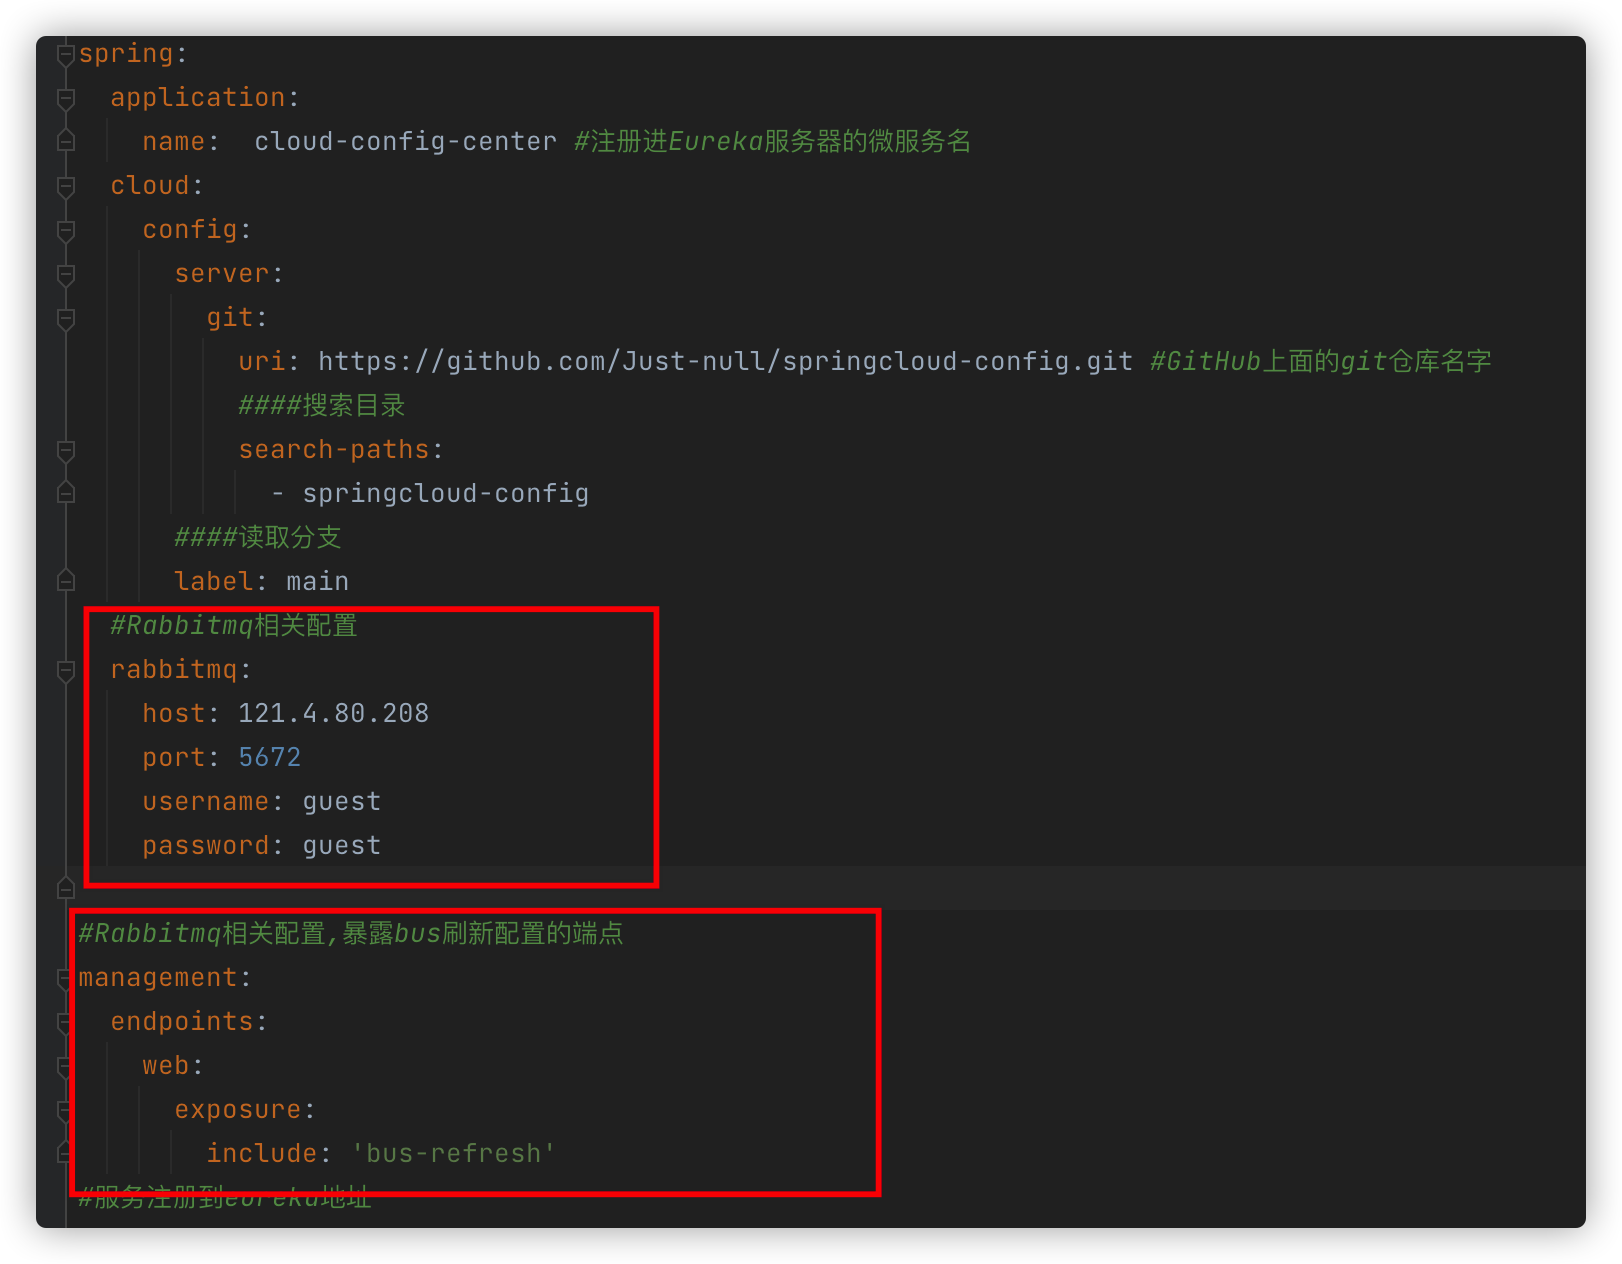 spring:
application:
name: cloud-config-center #注册进Eureka服务器的微服务名
cloud:
config:
server:
git:
uri: https://github.com/Just-null/springcloud-config.git #GitHub上面的git仓库名字
####搜索目录
search-paths:
- springcloud-config
####读取分支
label: main
#Rabbitmq相关配置
rabbitmq:
host: 121.4.80.208
port: 5672
username: guest
password: guest
#Rabbitmq相关配置,暴露bus刷新配置的端点
management:
endpoints:
web:
exposure:
include: 'bus-refresh'
#服务注册到eureka地址